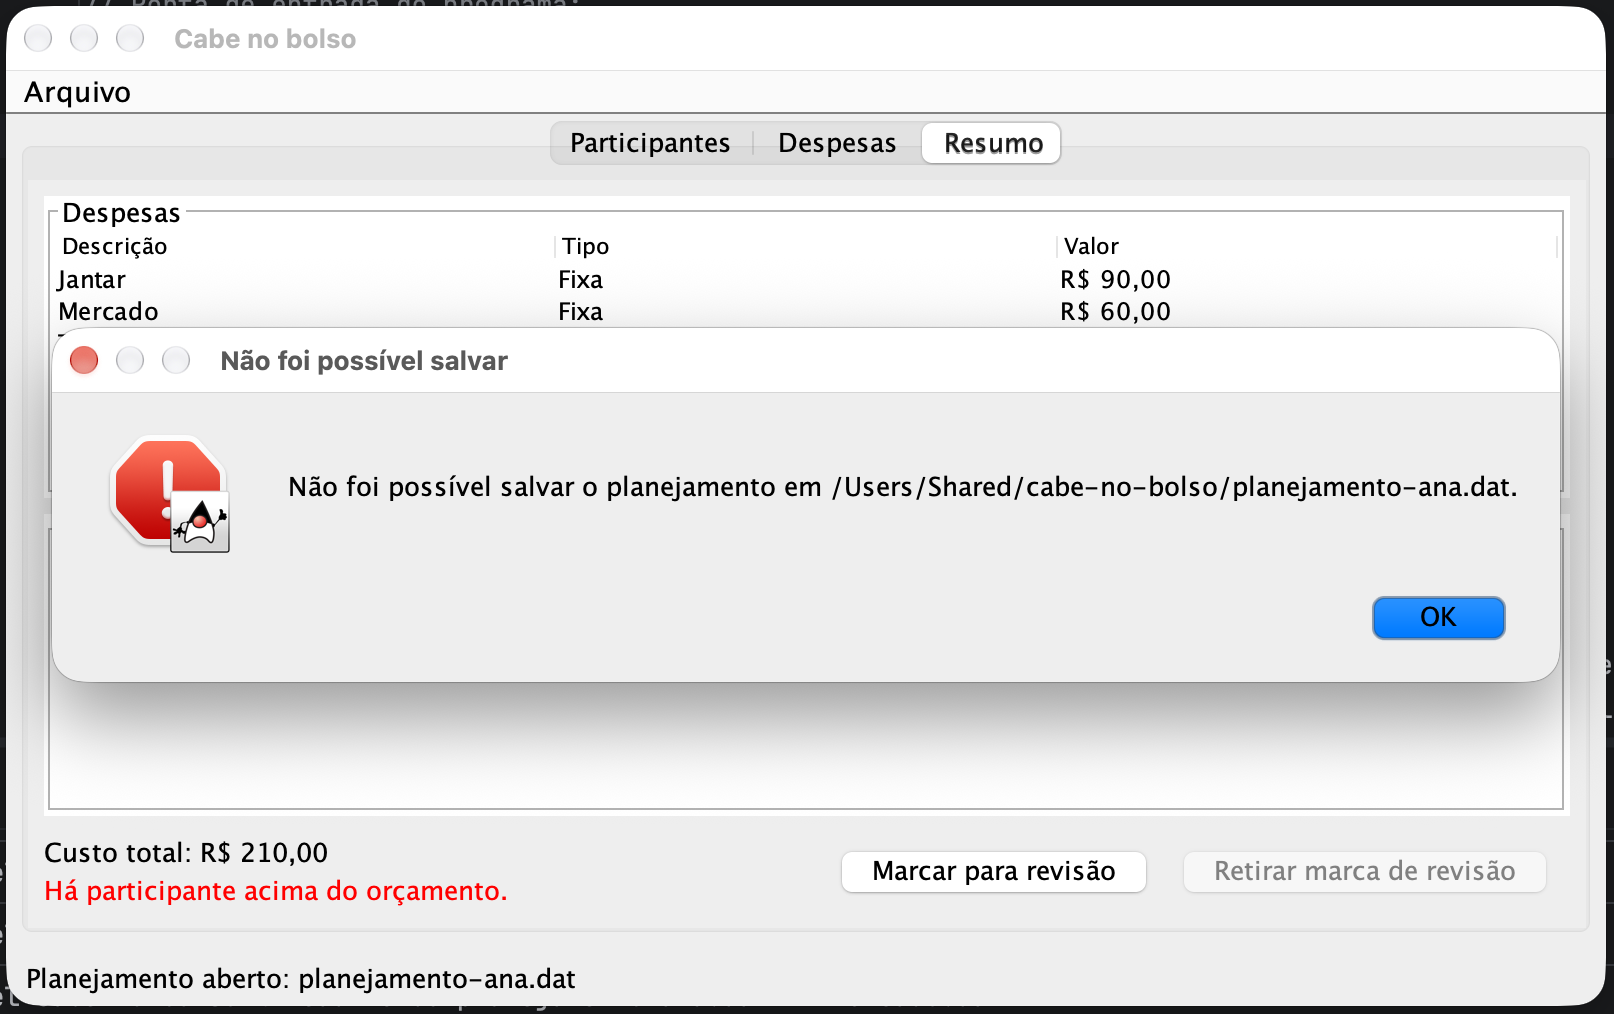 Cabe no bolso
Arquivo
Participantes Despesas Resumo
Despesas
Descrição Tipo Valor
Jantar Fixa R$ 90,00
Mercado Fixa R$ 60,00
Não foi possível salvar
Não foi possível salvar o planejamento em /Users/Shared/cabe-no-bolso/planejamento-ana.dat.
OK
Custo total: R$ 210,00
Há participante acima do orçamento.
Marcar para revisão Retirar marca de revisão
Planejamento aberto: planejamento-ana.dat